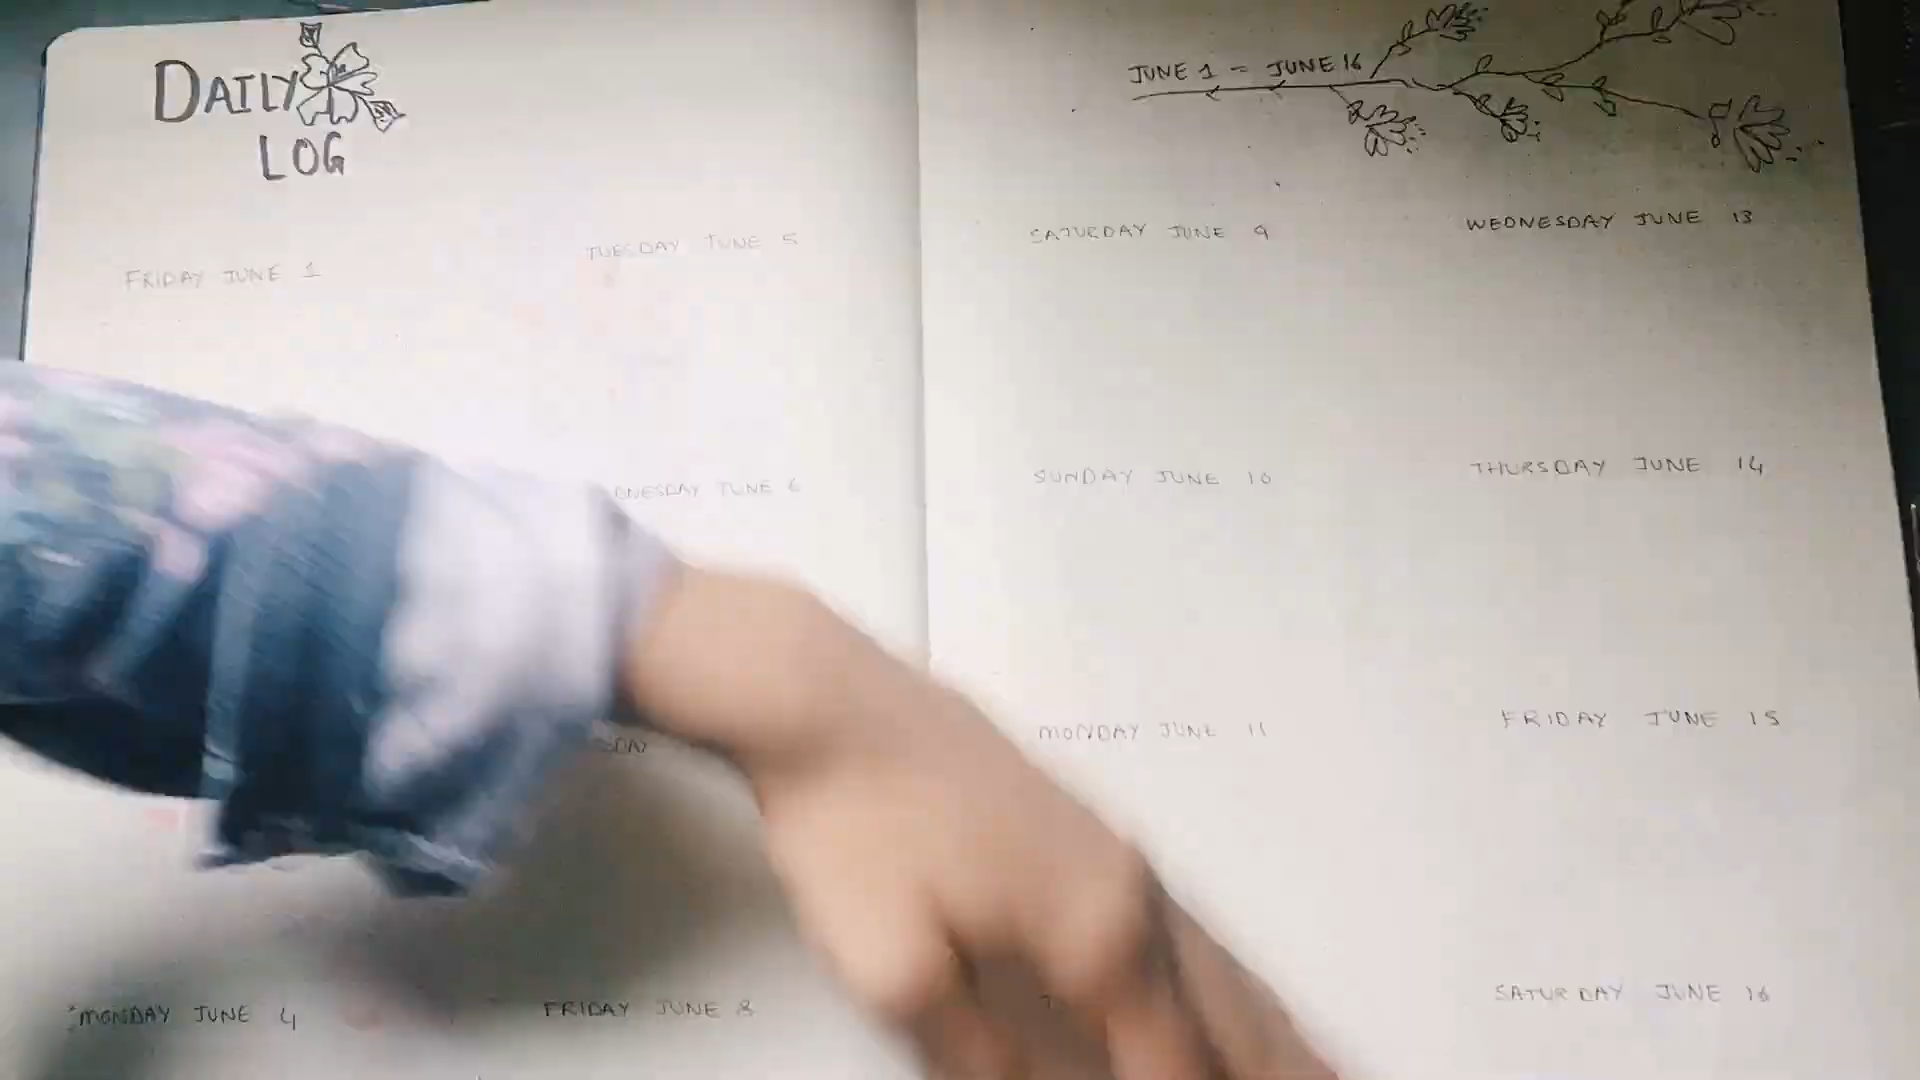 DAILY
LOG
JUNE 1 - JUNE 16
FRIDAY JUNE 1
MONDAY JUNE 4
TUESDAY JUNE 5
JUNE 6
FRIDAY JUNE 8
SATURDAY JUNE 9
SUNDAY JUNE 10
MONDAY JUNE 11
WEDNESDAY JUNE 13
THURSDAY JUNE 14
FRIDAY JUNE 15
SATURDAY JUNE 16